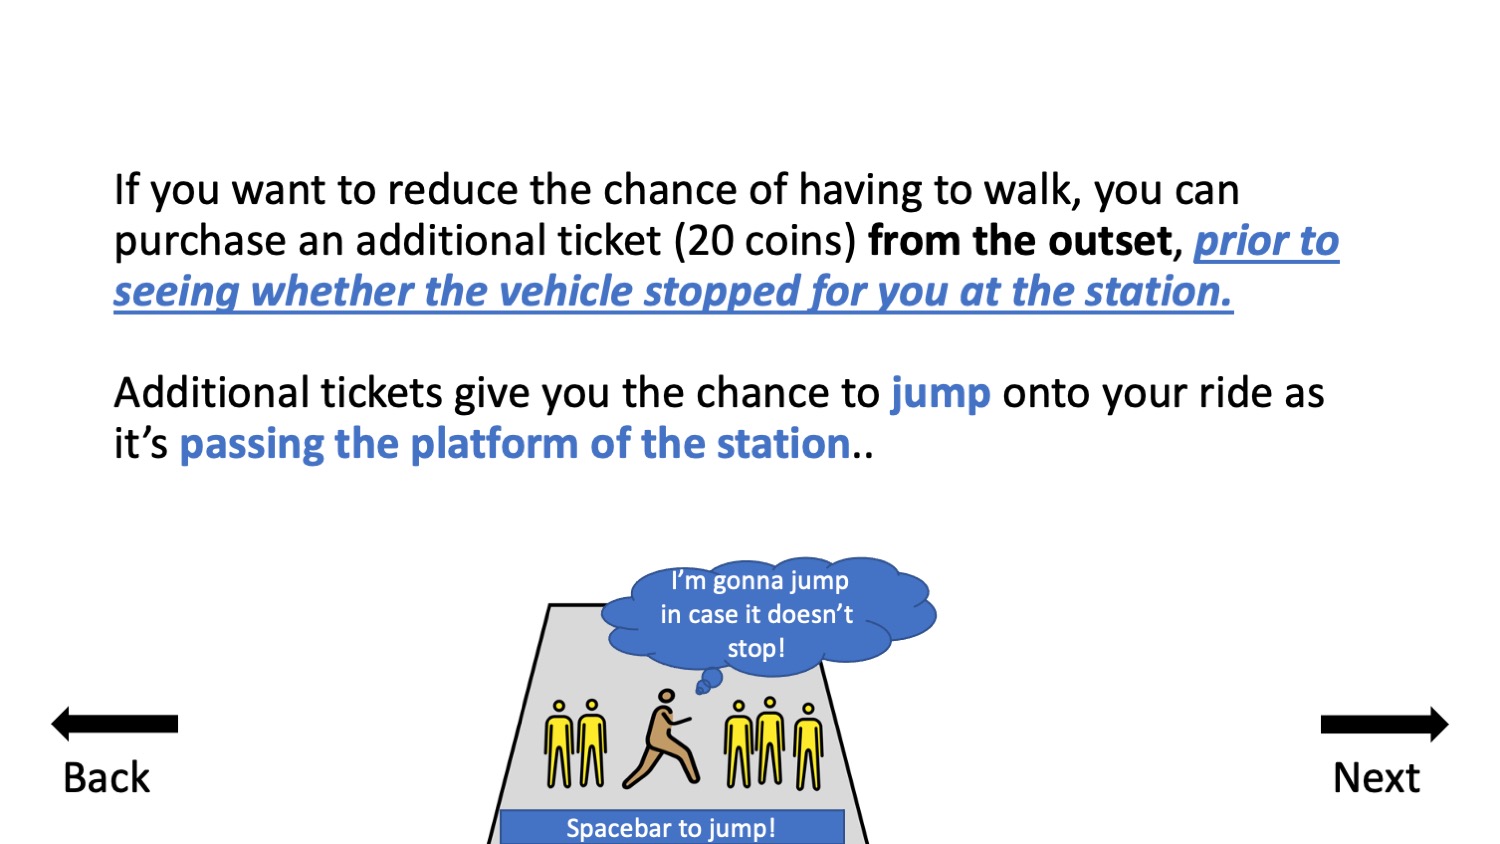 If you want to reduce the chance of having to walk, you can
purchase an additional ticket (20 coins) from the outset, prior to
seeing whether the vehicle stopped for you at the station.
Additional tickets give you the chance to jump onto your ride as
it’s passing the platform of the station..
I’m gonna jump
in case it doesn’t
stop!
Back
Next
Spacebar to jump!